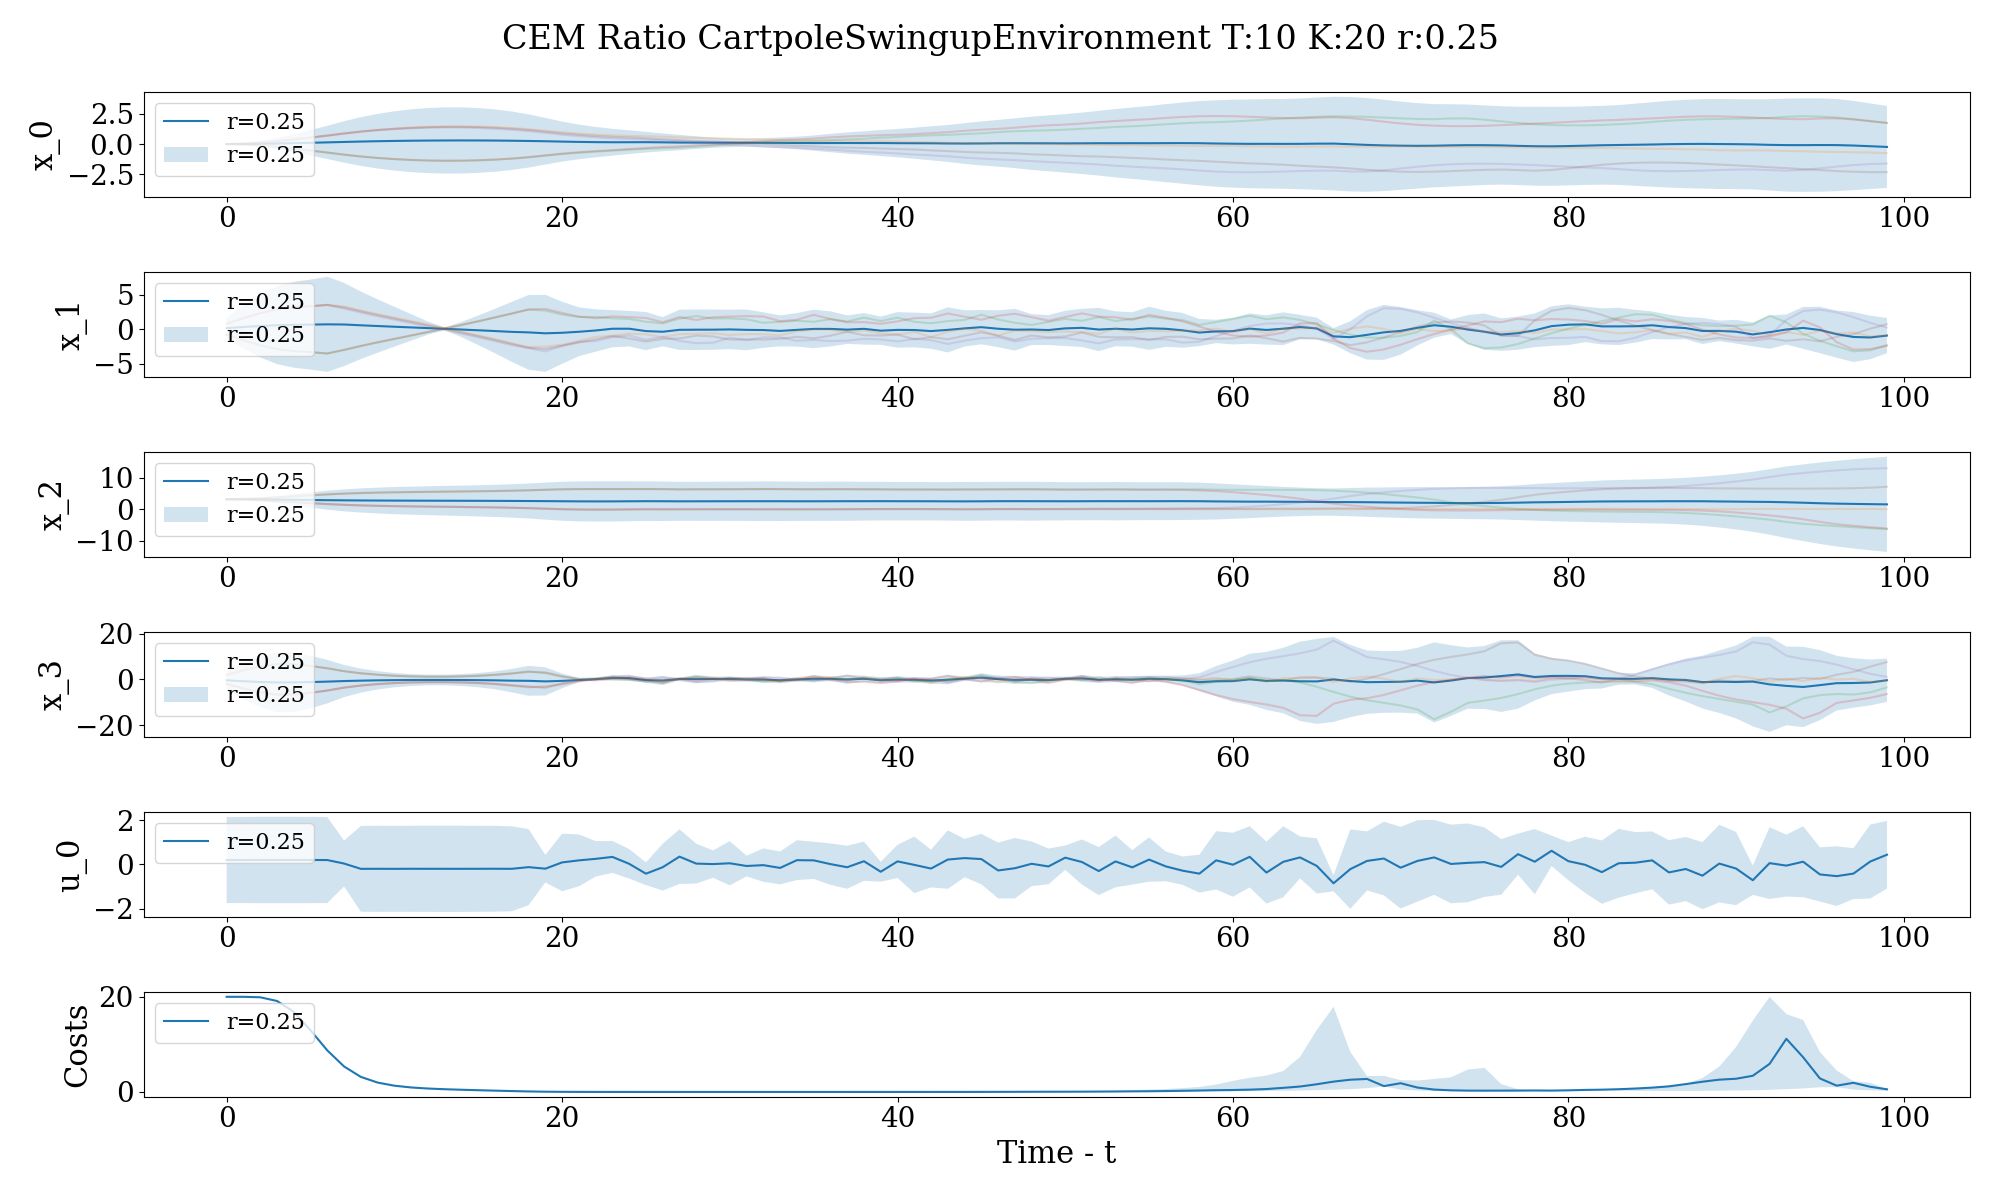 CEM Ratio CartpoleSwingupEnvironment T:10 K:20 r:0.25
x_0
2.5
0.0
−2.5
r=0.25
r=0.25
0 20 40 60 80 100
x_1
5
0
−5
r=0.25
r=0.25
0 20 40 60 80 100
x_2
10
0
−10
r=0.25
r=0.25
0 20 40 60 80 100
x_3
20
0
−20
r=0.25
r=0.25
0 20 40 60 80 100
u_0
2
0
−2
r=0.25
0 20 40 60 80 100
Costs
20
0
r=0.25
0 20 40 60 80 100
Time - t